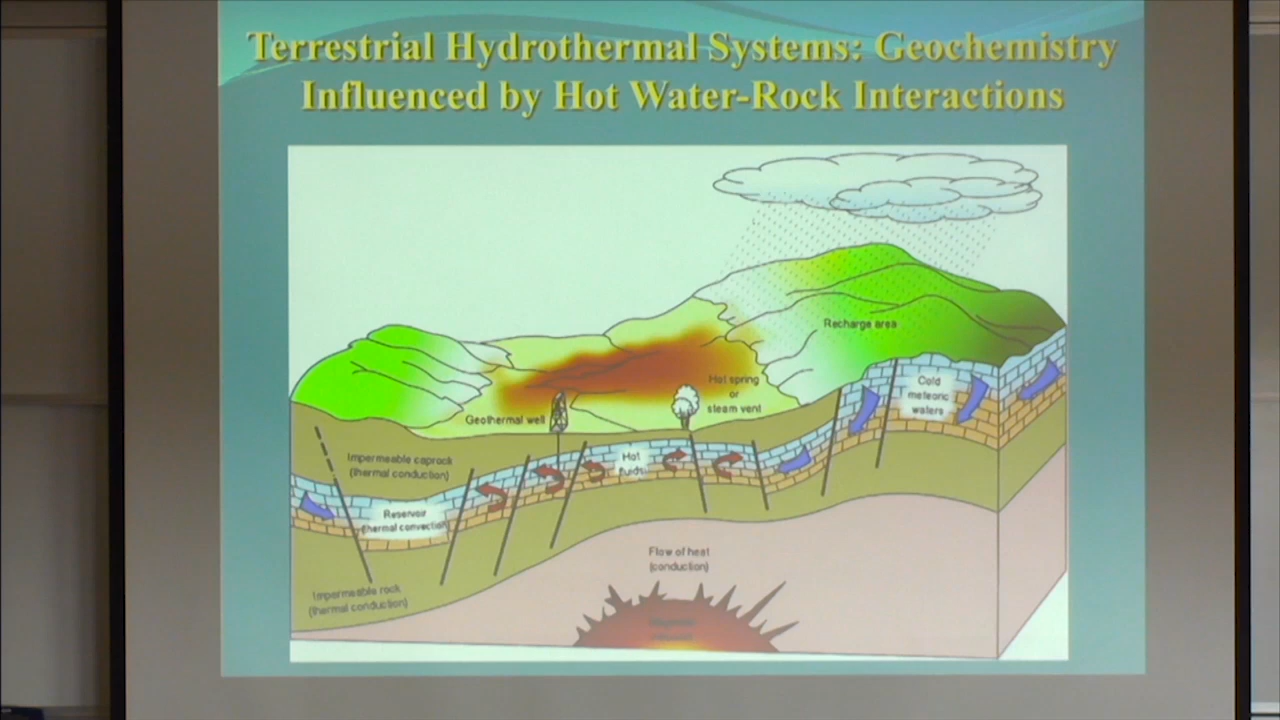 Terrestrial Hydrothermal Systems: Geochemistry
Influenced by Hot Water-Rock Interactions
Recharge area
Hot spring
or
steam vent
Cold
meteoric
waters
Geothermal well
Impermeable caprock
(thermal conduction)
Hot
fluids
Reservoir
(thermal convection)
Flow of heat
(conduction)
Impermeable rock
(thermal conduction)